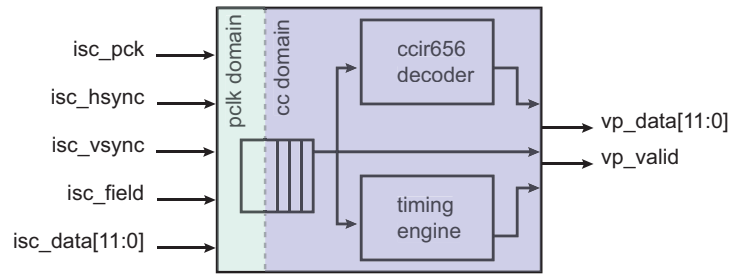 isc_pck
isc_hsync
isc_vsync
isc_field
isc_data[11:0]
pclk domain
cc domain
ccir656
decoder
timing
engine
vp_data[11:0]
vp_valid